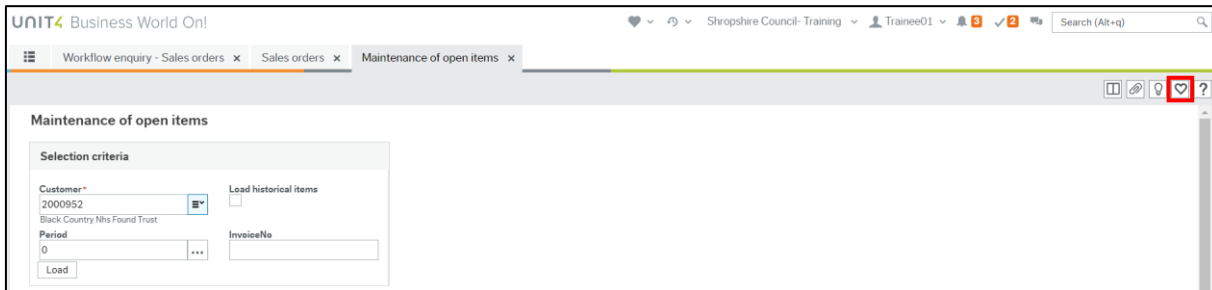 UNIT4 Business World On!
Shropshire Council- Training Trainee01 3 2 Search (Alt+q)
Workflow enquiry - Sales orders x Sales orders x Maintenance of open items x
?
Maintenance of open items
Selection criteria
Customer* Load historical items
2000952
Black Country Nhs Found Trust
Period InvoiceNo
0 ...
Load